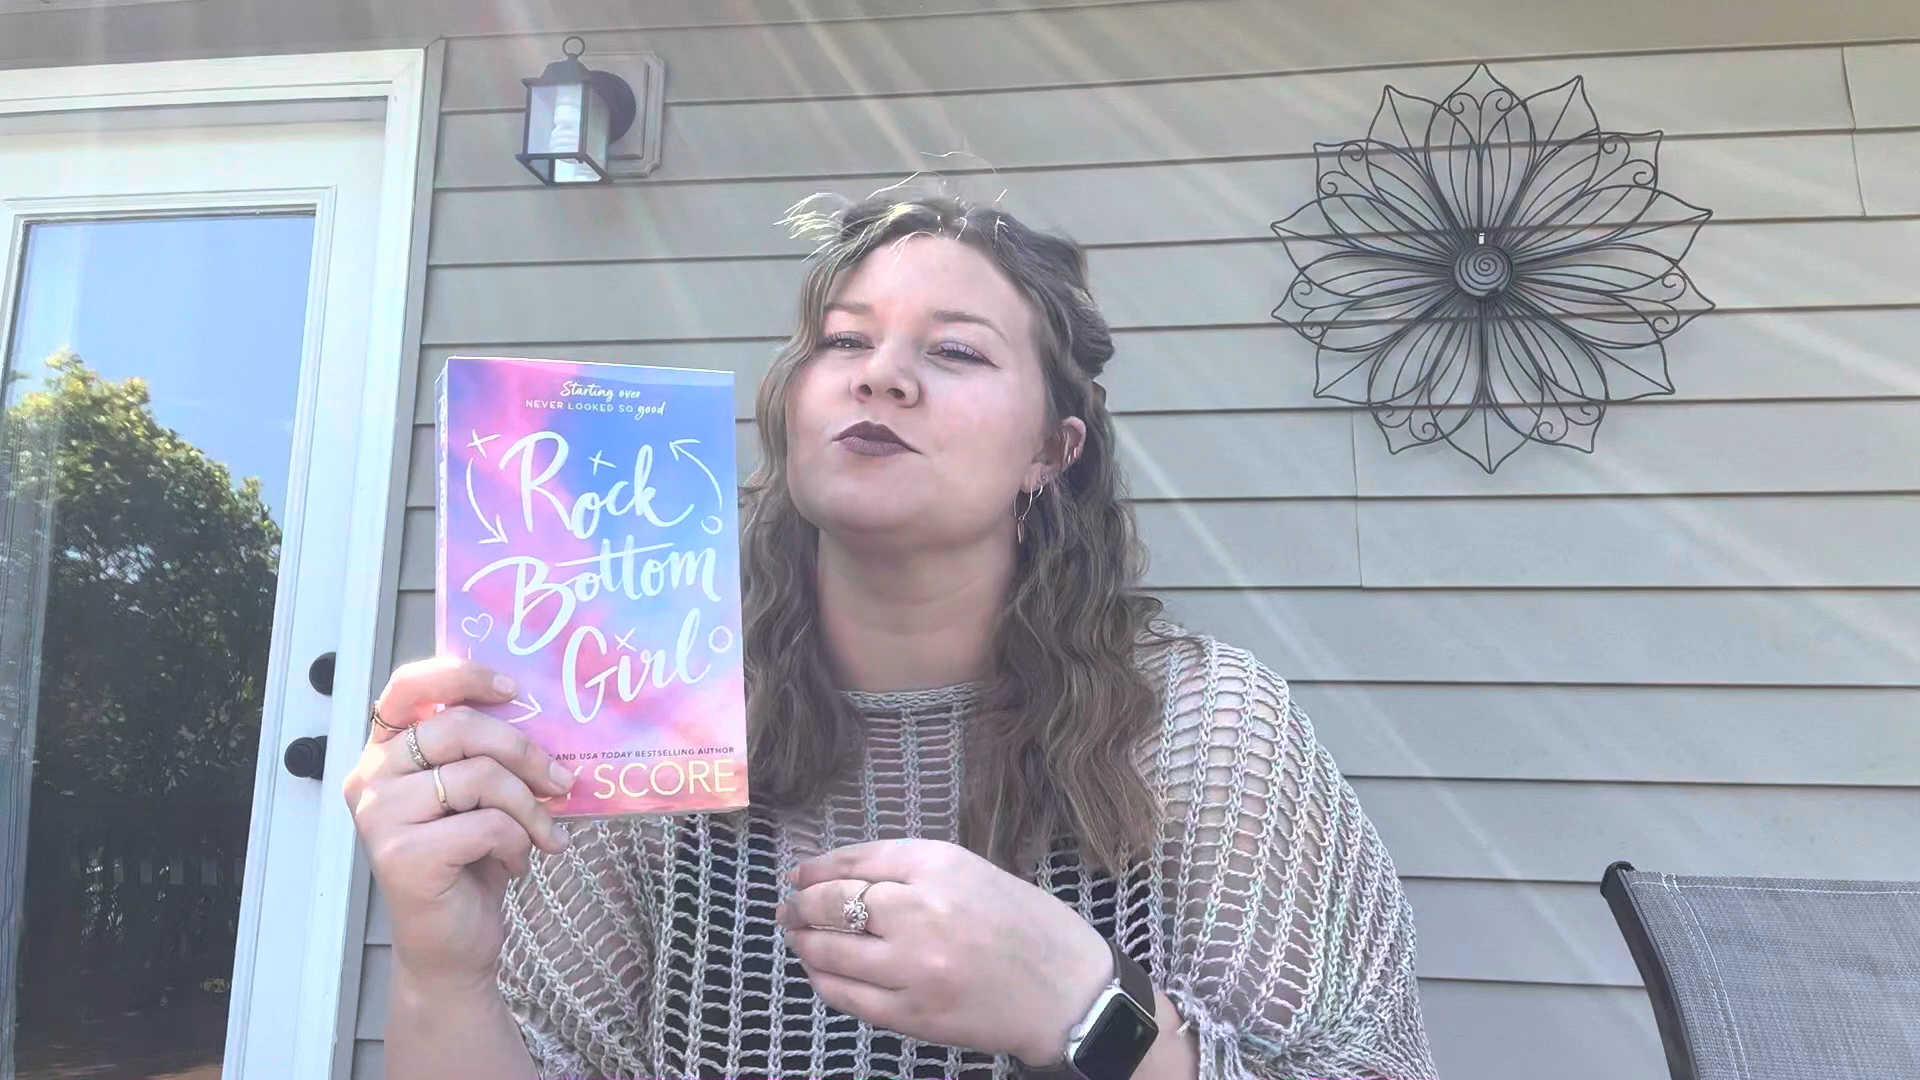 Starting over
NEVER LOOKED SO good.
Rock
Bottom
Girl
AND USA TODAY BESTSELLING AUTHOR
Y SCORE